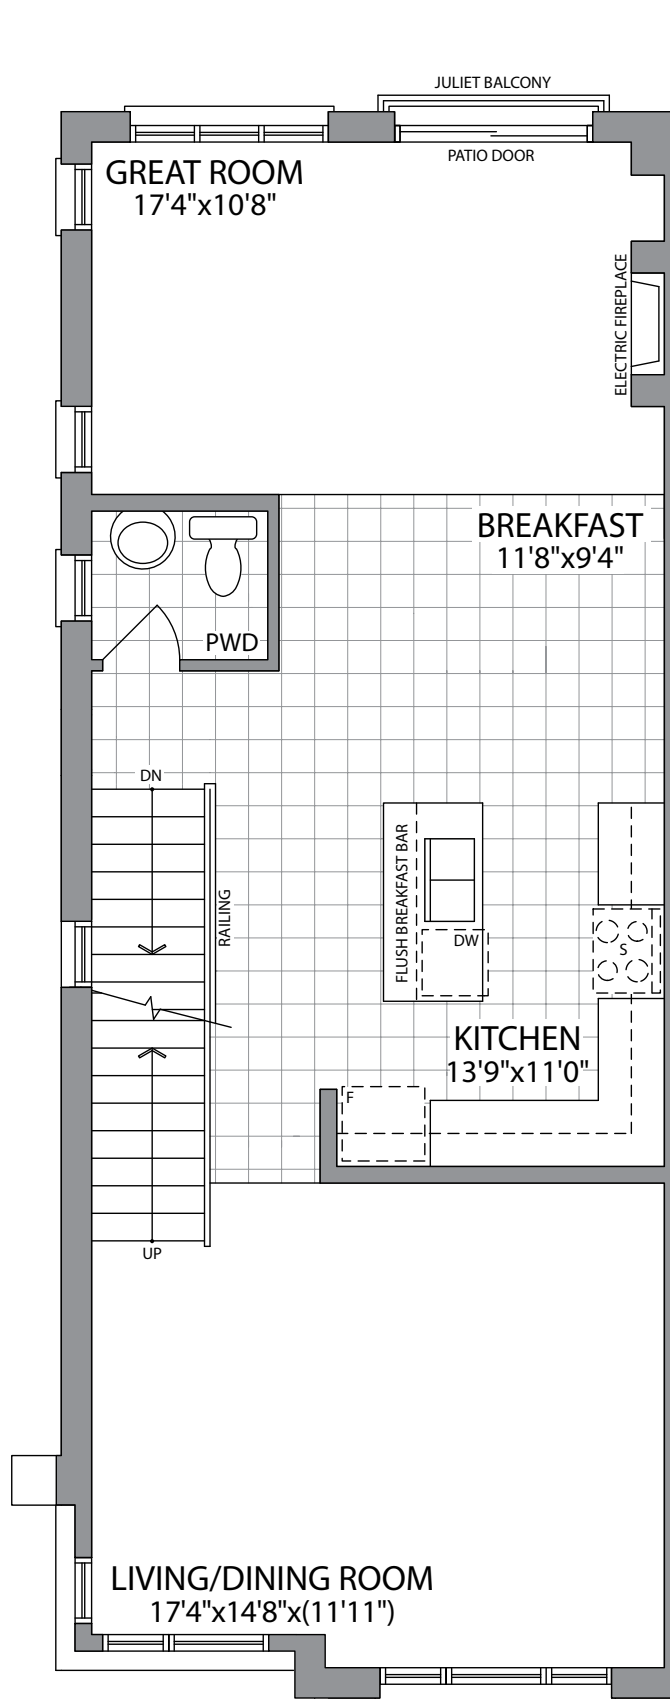 JULIET BALCONY
PATIO DOOR
GREAT ROOM
17'4"x10'8"
ELECTRIC FIREPLACE
BREAKFAST
11'8"x9'4"
PWD
DN
RAILING
FLUSH BREAKFAST BAR
DW
S
KITCHEN
13'9"x11'0"
F
UP
LIVING/DINING ROOM
17'4"x14'8"x(11'11")